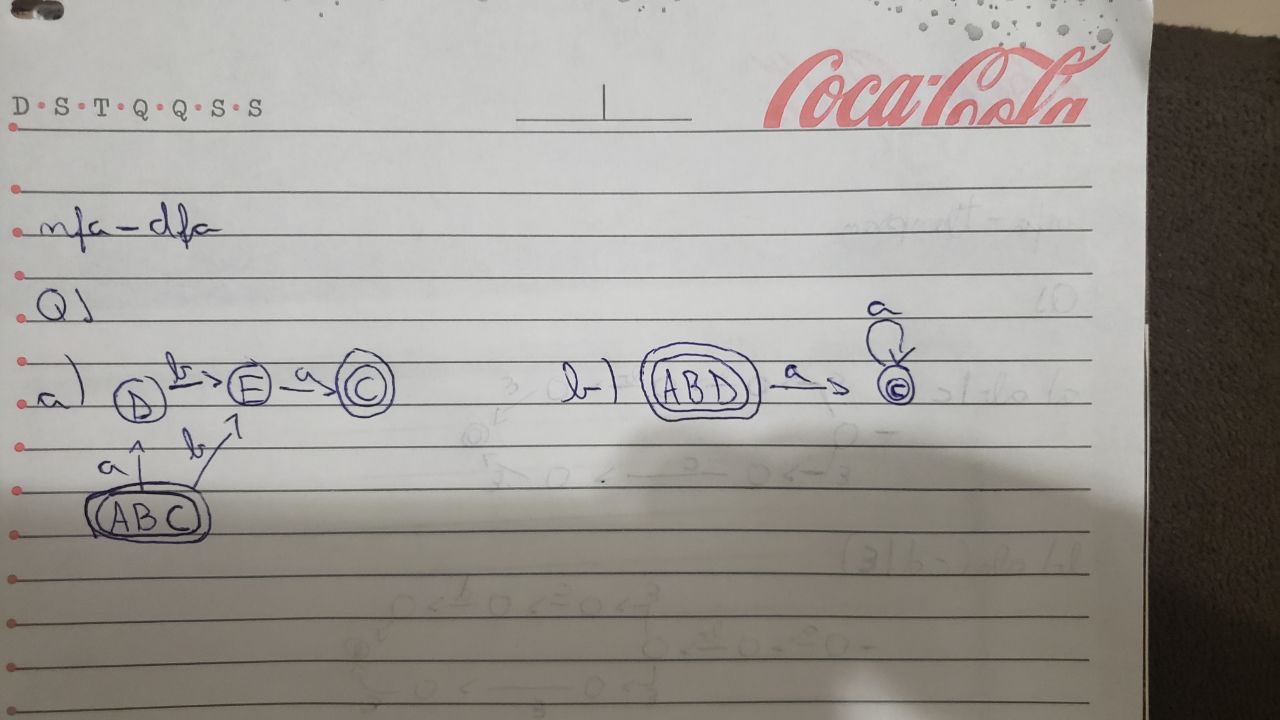 D • S • T • Q • Q • S • S
Coca-Cola
nfa - dfa
Q)
a) D b E a C
a b
ABC
b) ABD a C
a